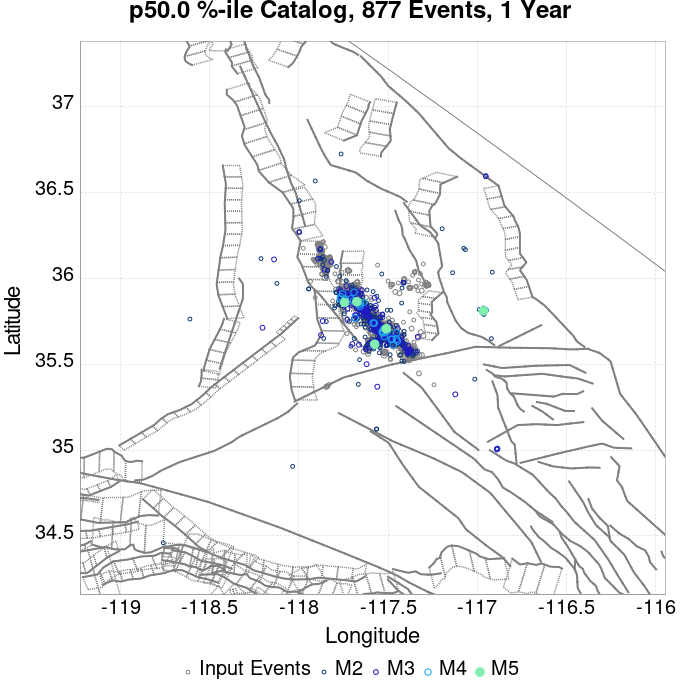 p50.0 %-ile Catalog, 877 Events, 1 Year
Latitude
37
36.5
36
35.5
35
34.5
-119 -118.5 -118 -117.5 -117 -116.5 -116
Longitude
Input Events M2 M3 M4 M5